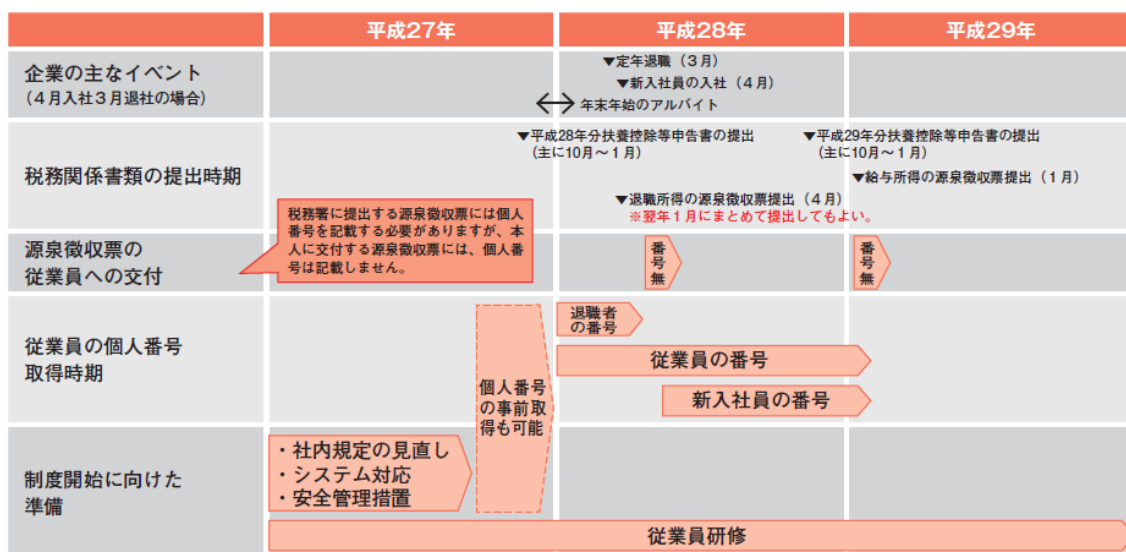 平成27年
平成28年
平成29年
企業の主なイベント
(4月入社3月退社の場合)
▼定年退職(3月)
▼新入社員の入社(4月)
年末年始のアルバイト
税務関係書類の提出時期
▼平成28年分扶養控除等申告書の提出
(主に10月~1月)
▼平成29年分扶養控除等申告書の提出
(主に10月~1月)
▼給与所得の源泉徴収票提出(1月)
▼退職所得の源泉徴収票提出(4月)
※翌年1月にまとめて提出してもよい。
税務署に提出する源泉徴収票には個人
番号を記載する必要がありますが、本
人に交付する源泉徴収票には、個人番
号は記載しません。
源泉徴収票の
従業員への交付
番号無
番号無
従業員の個人番号
取得時期
退職者
の番号
従業員の番号
新入社員の番号
個人番号
の事前取
得も可能
制度開始に向けた
準備
・社内規定の見直し
・システム対応
・安全管理措置
従業員研修